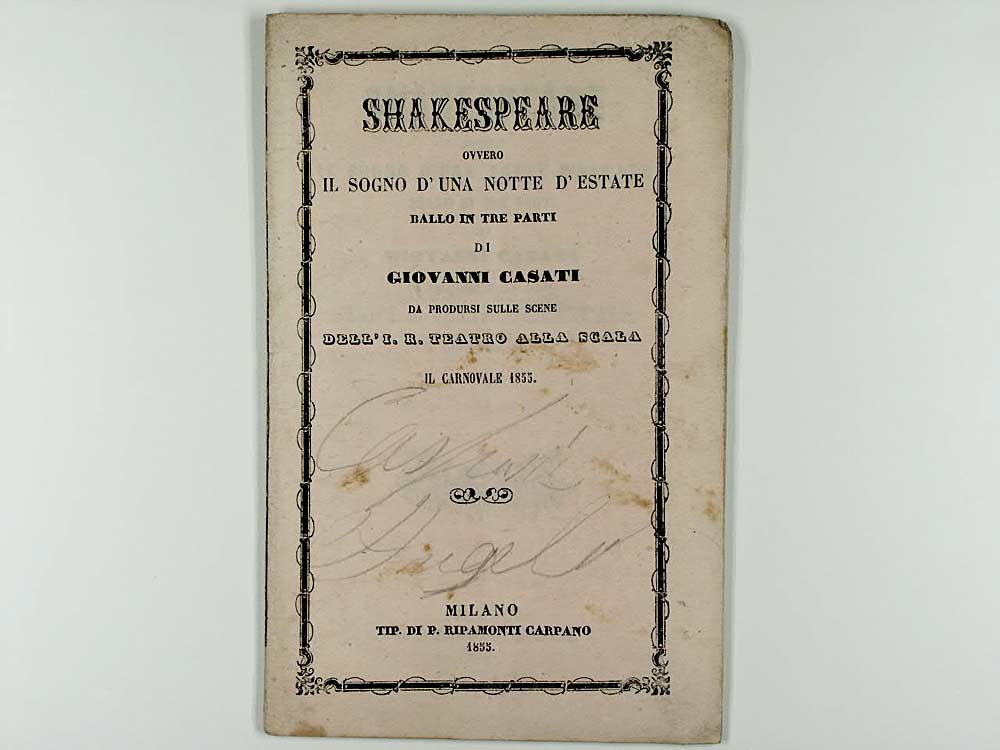 SHAKESPEARE
OVVERO
IL SOGNO D'UNA NOTTE D'ESTATE
BALLO IN TRE PARTI
DI
GIOVANNI CASATI
DA PRODURSI SULLE SCENE
DELL'I. R. TEATRO ALLA SCALA
IL CARNOVALE 1855.
Angelo
MILANO
TIP. DI P. RIPAMONTI CARPANO
1855.